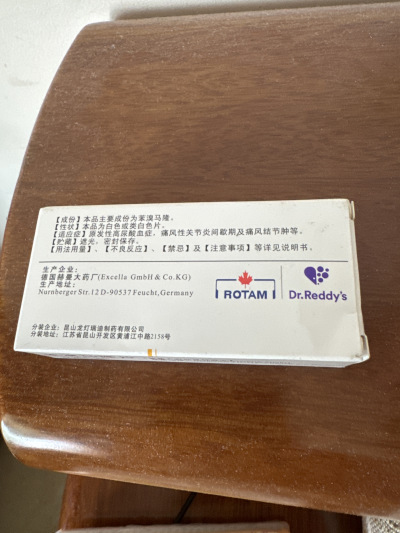 【成份】本品主要成份为苯溴马隆。
【性状】本品为白色或类白色片。
【适应症】原发性高尿酸血症，痛风性关节炎间歇期及痛风结节肿等。
【贮藏】遮光，密封保存。
【用法用量】、【不良反应】、【禁忌】及【注意事项】等详见说明书。
生产企业：
德国赫曼大药厂(Excella GmbH & Co.KG)
生产地址：
Nurnberger Str. 12 D-90537 Feucht, Germany
ROTAM
Dr.Reddy's
分装企业：昆山龙灯瑞迪制药有限公司
分装地址：江苏省昆山开发区黄浦江中路2158号